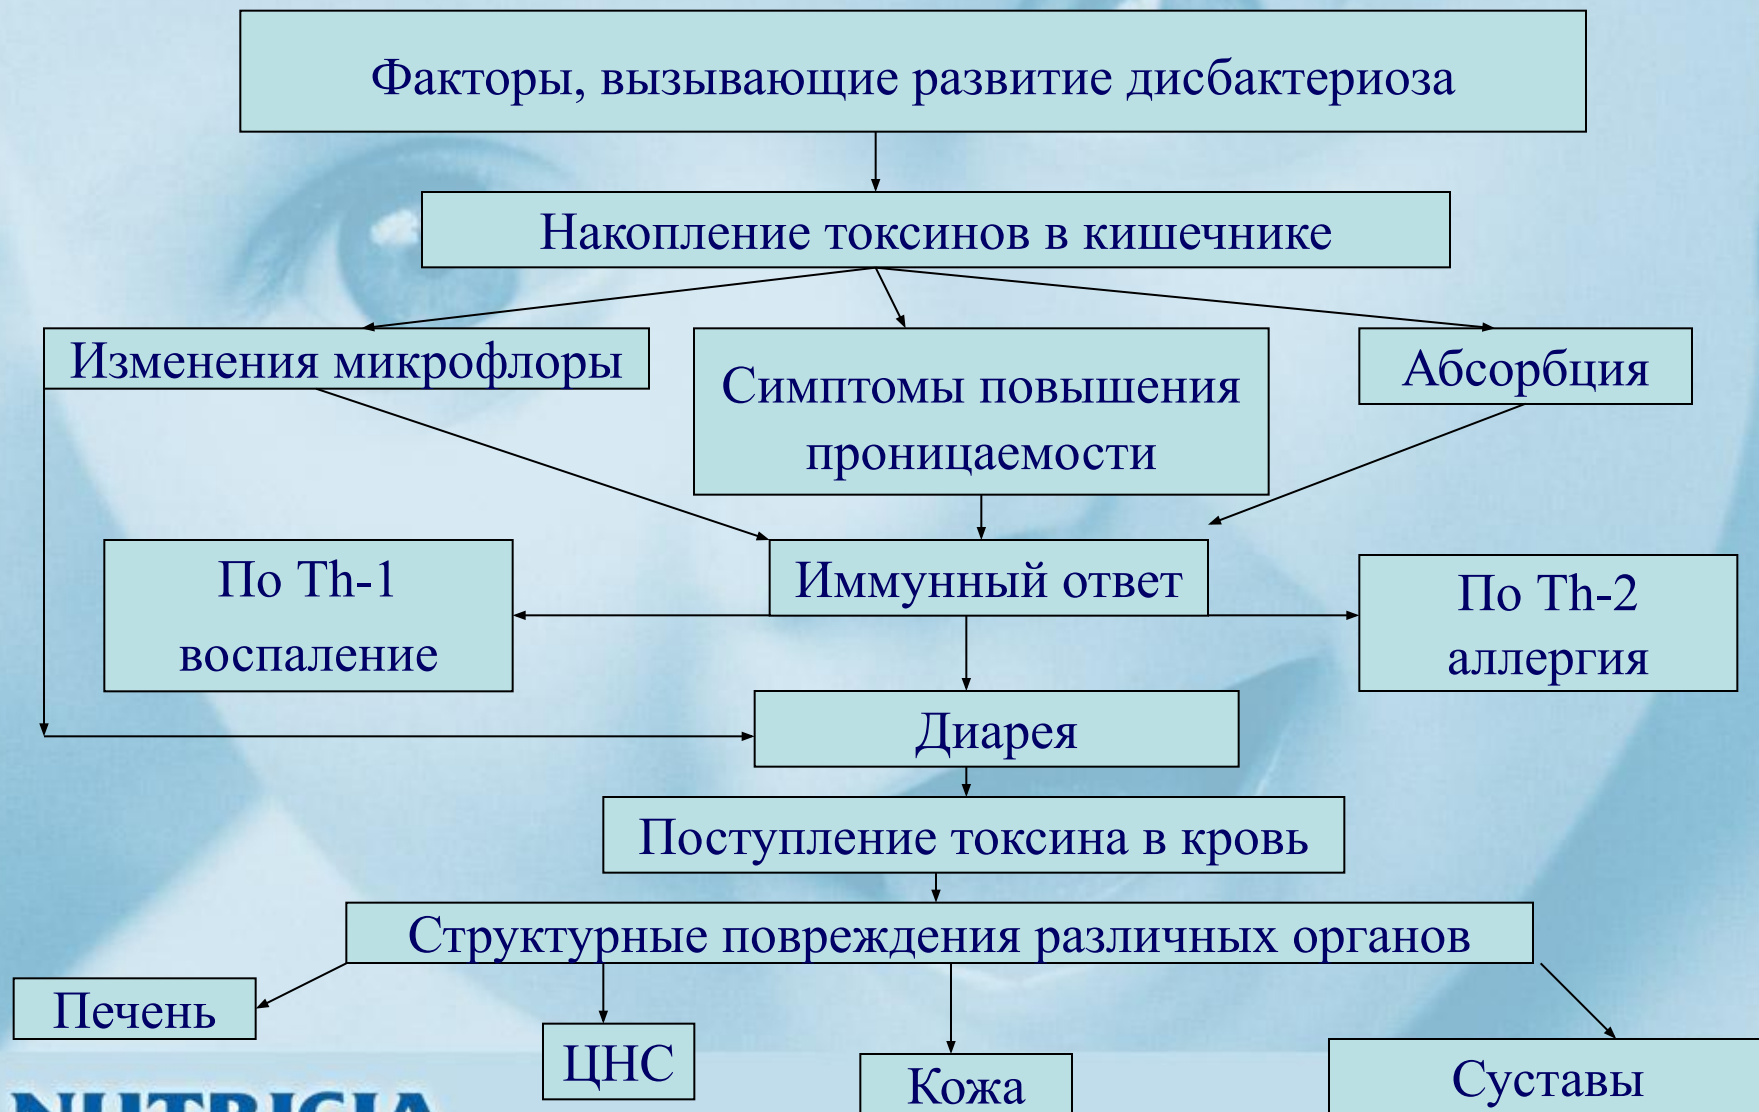 Факторы, вызывающие развитие дисбактериоза
Накопление токсинов в кишечнике
Изменения микрофлоры
Симптомы повышения
проницаемости
Абсорбция
По Th-1
воспаление
Иммунный ответ
По Th-2
аллергия
Диарея
Поступление токсина в кровь
Структурные повреждения различных органов
Печень
ЦНС
Кожа
Суставы
NUTRICIA